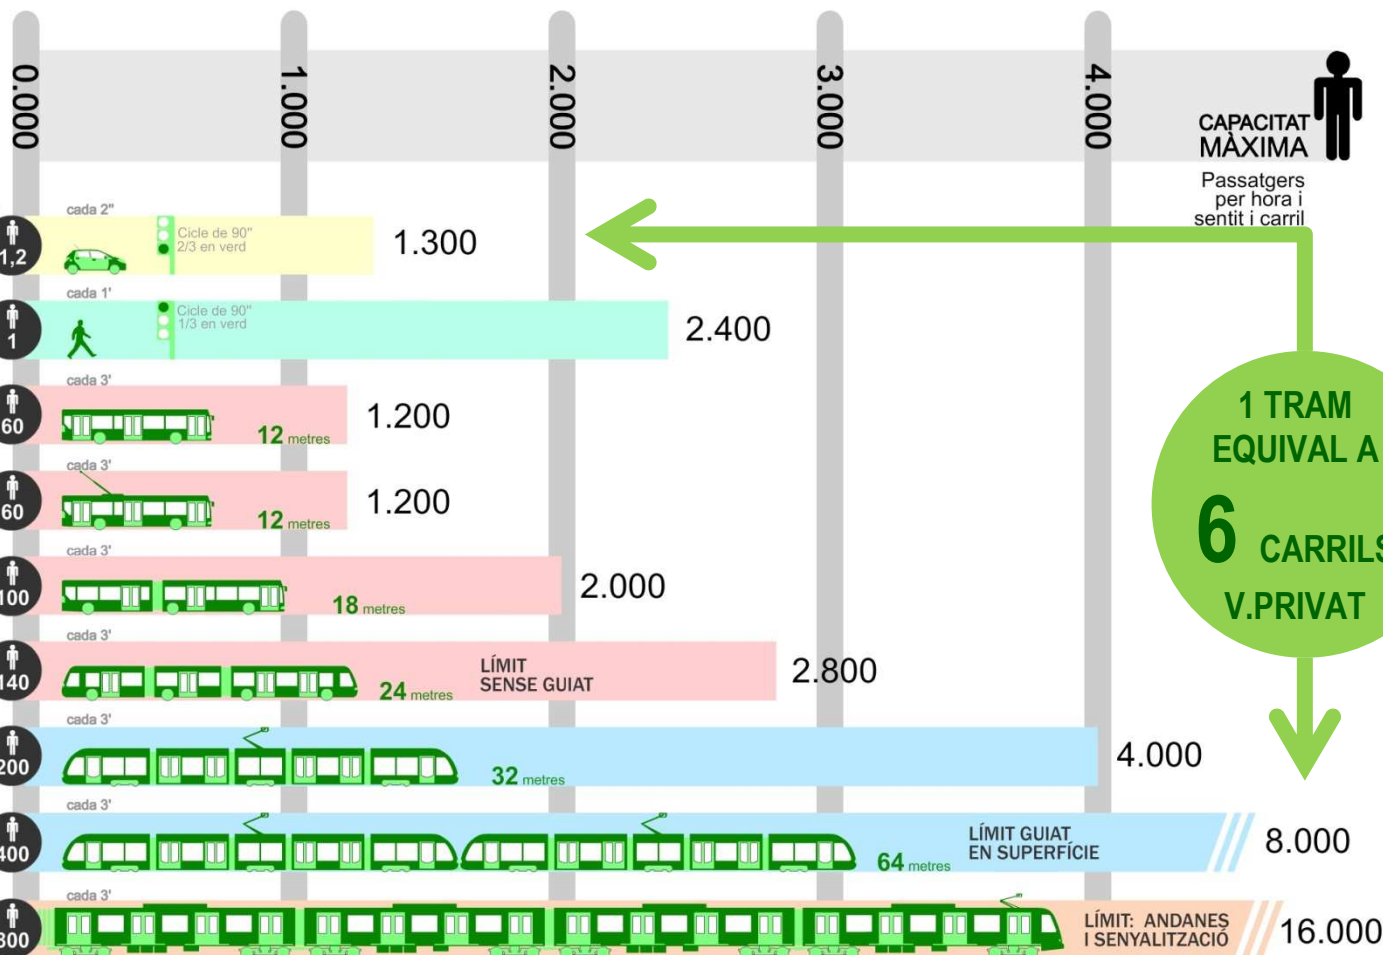 0.000
1.000
2.000
3.000
4.000
CAPACITAT
MÀXIMA
Passatgers
per hora i
sentit i carril
cada 2"
1,2
Cicle de 90"
2/3 en verd
1.300
cada 1'
1
Cicle de 90"
1/3 en verd
2.400
cada 3'
60
12 metres
1.200
cada 3'
60
12 metres
1.200
cada 3'
100
18 metres
2.000
cada 3'
140
24 metres
LÍMIT
SENSE GUIAT
2.800
cada 3'
200
32 metres
4.000
cada 3'
400
64 metres
LÍMIT GUIAT
EN SUPERFÍCIE
8.000
cada 3'
800
LÍMIT: ANDANES
I SENYALITZACIÓ
16.000
1 TRAM
EQUIVAL A
6 CARRILS
V.PRIVAT